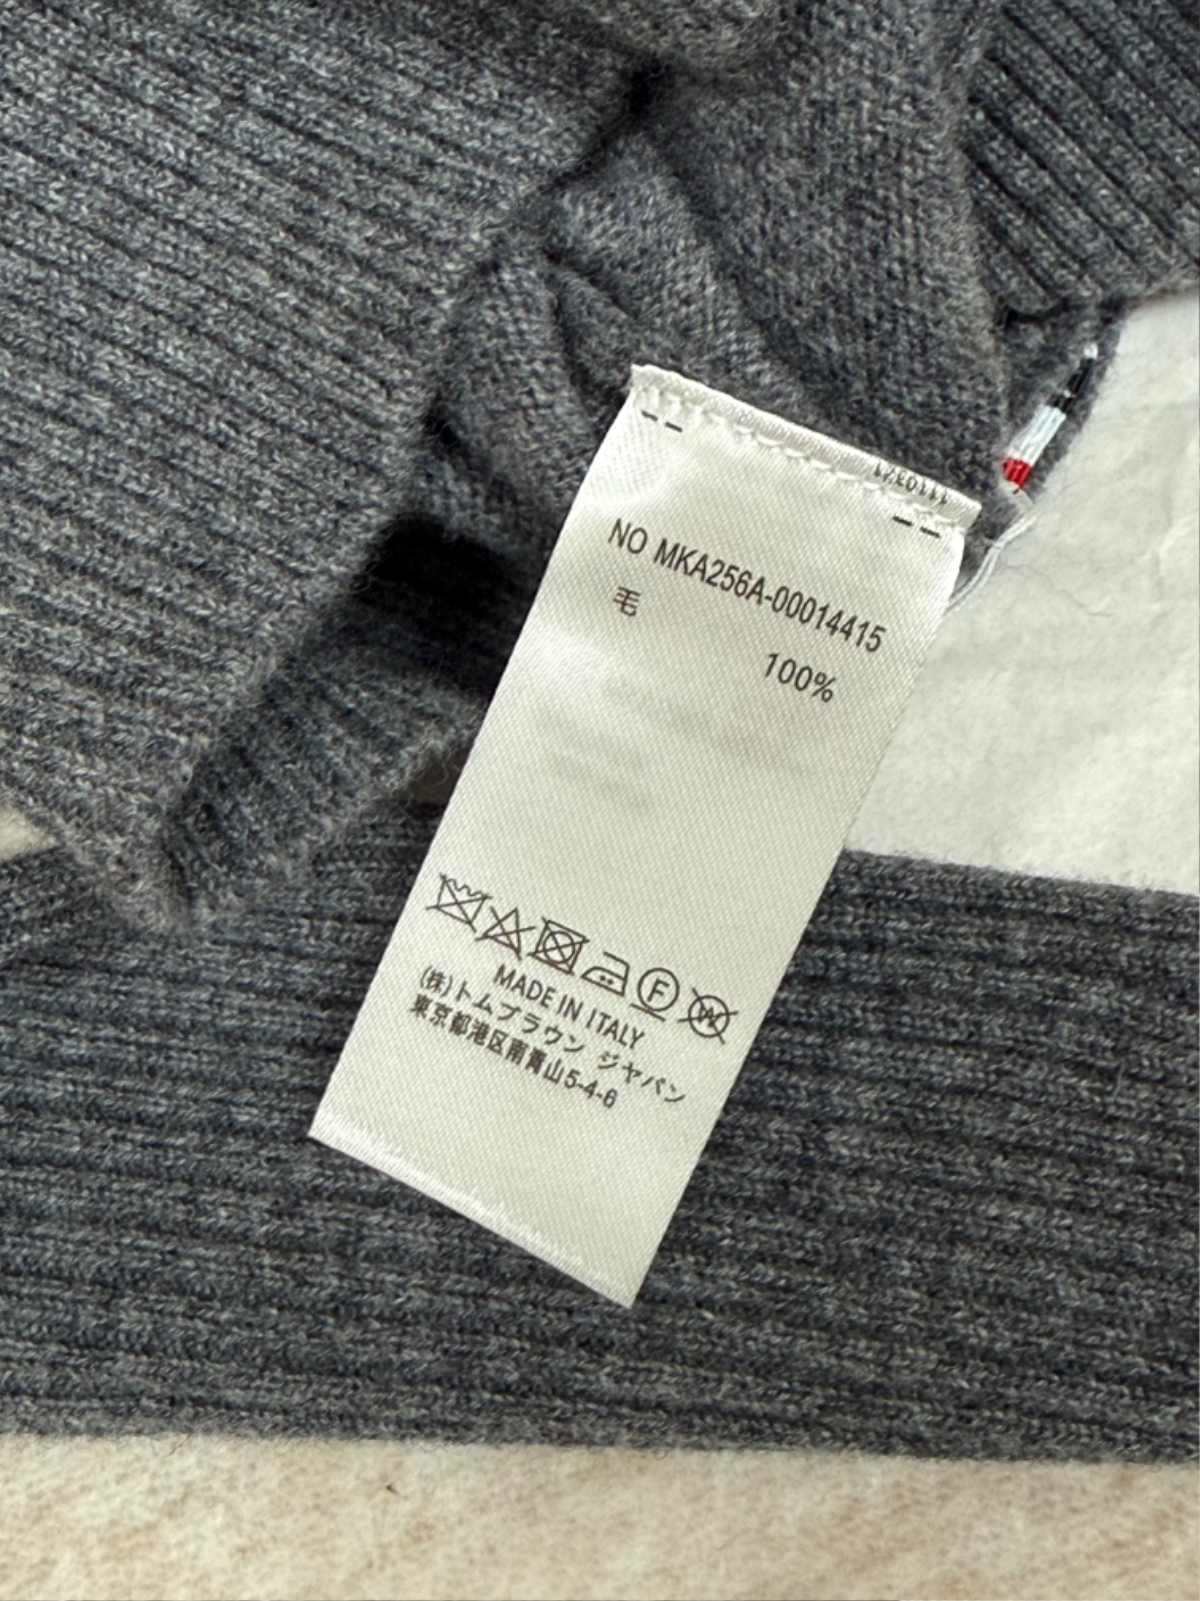 NO MKA256A-00014415
毛
100%
F
W
MADE IN ITALY
(株)トムブラウン ジャパン
東京都港区南青山5-4-6